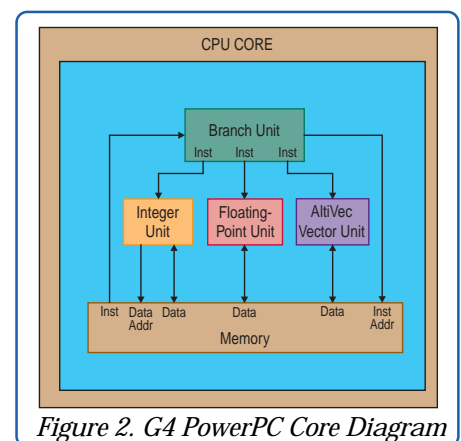 CPU CORE
Branch Unit
Inst Inst Inst
Integer
Unit
Floating-
Point Unit
AltiVec
Vector Unit
Inst Data Data Data Data Inst
Addr Addr
Memory
Figure 2. G4 PowerPC Core Diagram